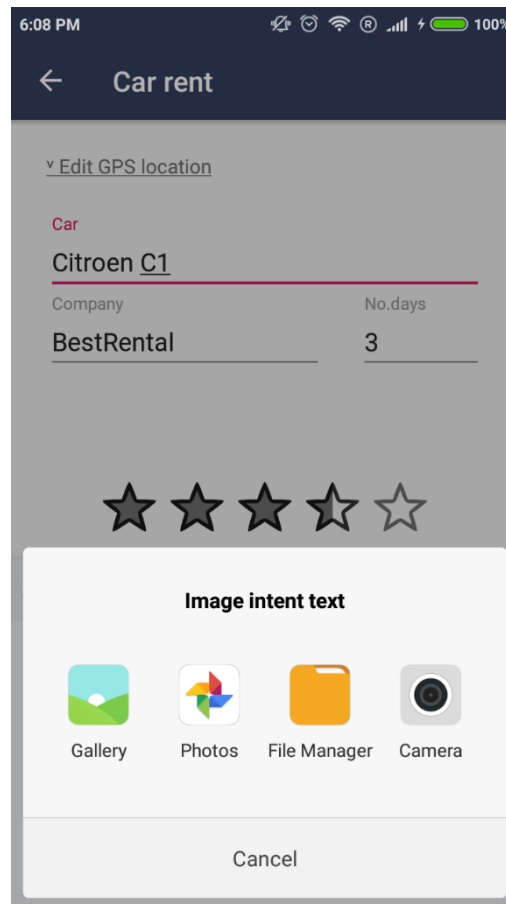 6:08 PM
R
100%
Car rent
˅ Edit GPS location
Car
Citroen C1
Company No.days
BestRental 3
Image intent text
Gallery Photos File Manager Camera
Cancel